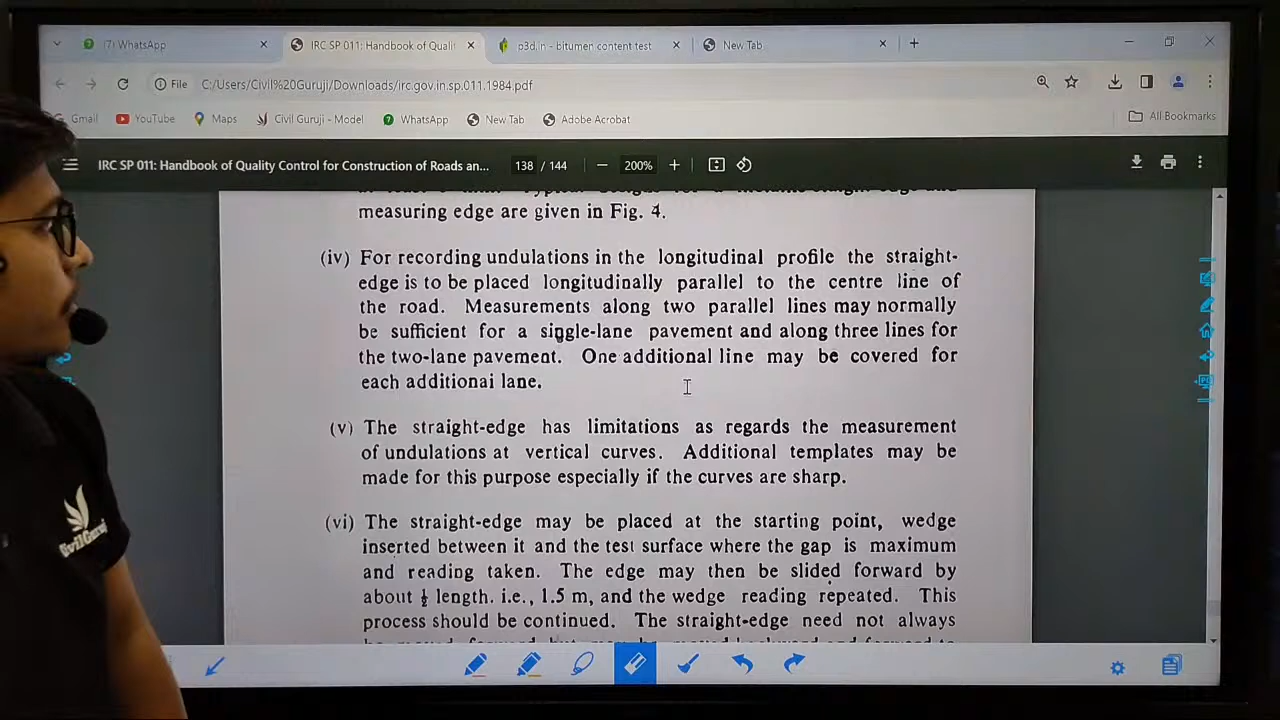 (7) WhatsApp
IRC SP 011: Handbook of Qualit
p3d.in - bitumen content test
New Tab
File
C:/Users/Civil%20Guruji/Downloads/irc.gov.in.sp.011.1984.pdf
Gmail
YouTube
Maps
Civil Guruji - Model
WhatsApp
New Tab
Adobe Acrobat
All Bookmarks
IRC SP 011: Handbook of Quality Control for Construction of Roads an...
138 / 144
200%
measuring edge are given in Fig. 4.
(iv) For recording undulations in the longitudinal profile the straight-
edge is to be placed longitudinally parallel to the centre line of
the road. Measurements along two parallel lines may normally
be sufficient for a single-lane pavement and along three lines for
the two-lane pavement. One additional line may be covered for
each additionai lane.
(v) The straight-edge has limitations as regards the measurement
of undulations at vertical curves. Additional templates may be
made for this purpose especially if the curves are sharp.
(vi) The straight-edge may be placed at the starting point, wedge
inserted between it and the test surface where the gap is maximum
and reading taken. The edge may then be slided forward by
about ½ length. i.e., 1.5 m, and the wedge reading repeated. This
process should be continued. The straight-edge need not always
Civil Guruji